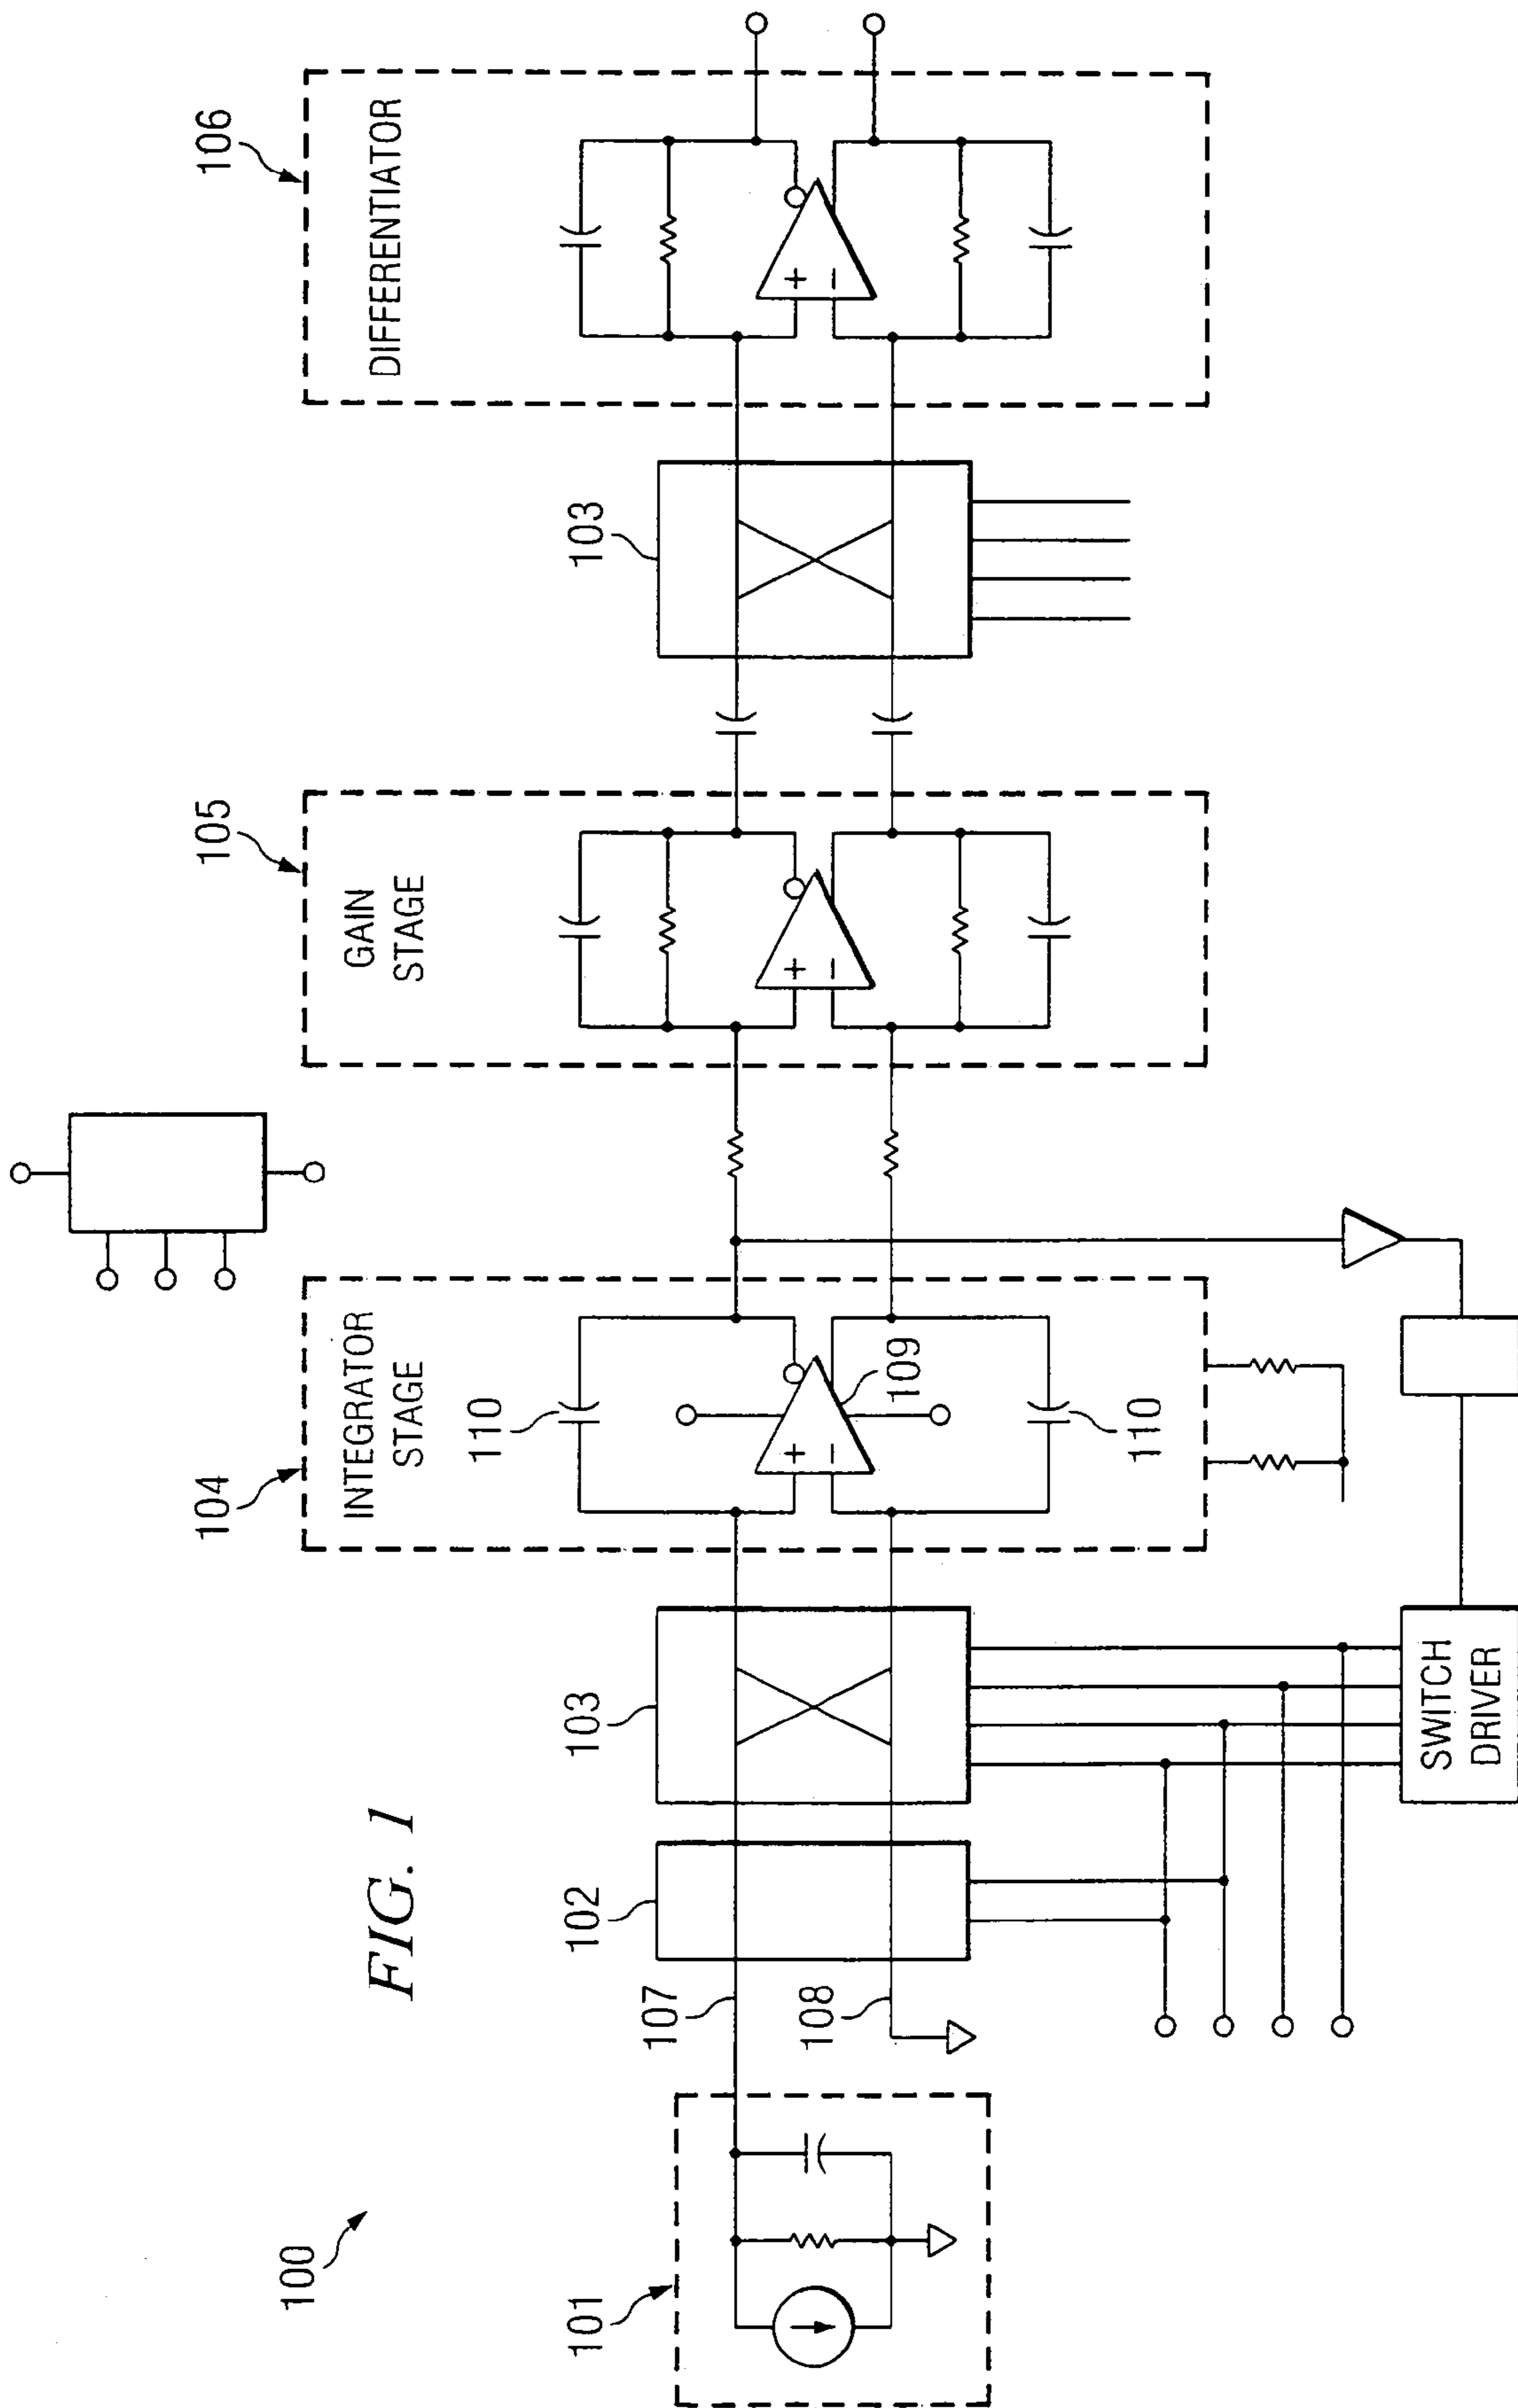 FIG. 1
100
101
107
108
102
103
104
INTEGRATOR
STAGE
110
+
−
109
110
SWITCH
DRIVER
105
GAIN
STAGE
+
−
103
106
DIFFERENTIATOR
+
−